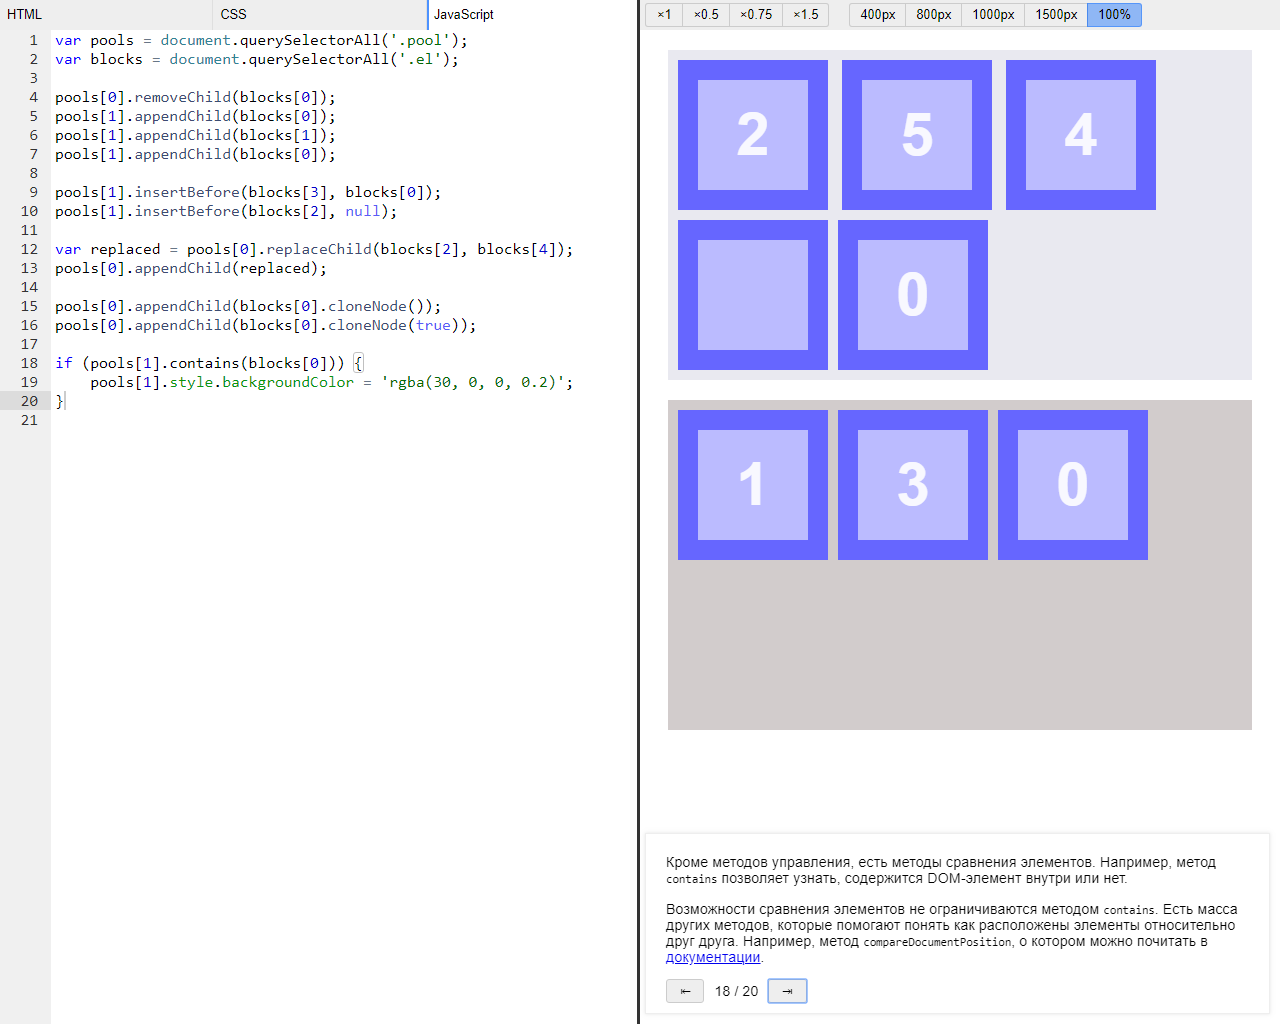 HTML CSS JavaScript
1 var pools = document.querySelectorAll('.pool');
2 var blocks = document.querySelectorAll('.el');
3
4 pools[0].removeChild(blocks[0]);
5 pools[1].appendChild(blocks[0]);
6 pools[1].appendChild(blocks[1]);
7 pools[1].appendChild(blocks[0]);
8
9 pools[1].insertBefore(blocks[3], blocks[0]);
10 pools[1].insertBefore(blocks[2], null);
11
12 var replaced = pools[0].replaceChild(blocks[2], blocks[4]);
13 pools[0].appendChild(replaced);
14
15 pools[0].appendChild(blocks[0].cloneNode());
16 pools[0].appendChild(blocks[0].cloneNode(true));
17
18 if (pools[1].contains(blocks[0])) {
19     pools[1].style.backgroundColor = 'rgba(30, 0, 0, 0.2)';
20 }
21
×1 ×0.5 ×0.75 ×1.5 400px 800px 1000px 1500px 100%
2 5 4
0
1 3 0
Кроме методов управления, есть методы сравнения элементов. Например, метод
contains позволяет узнать, содержится DOM-элемент внутри или нет.
Возможности сравнения элементов не ограничиваются методом contains. Есть масса
других методов, которые помогают понять как расположены элементы относительно
друг друга. Например, метод compareDocumentPosition, о котором можно почитать в
документации.
⇤ 18 / 20 ⇥